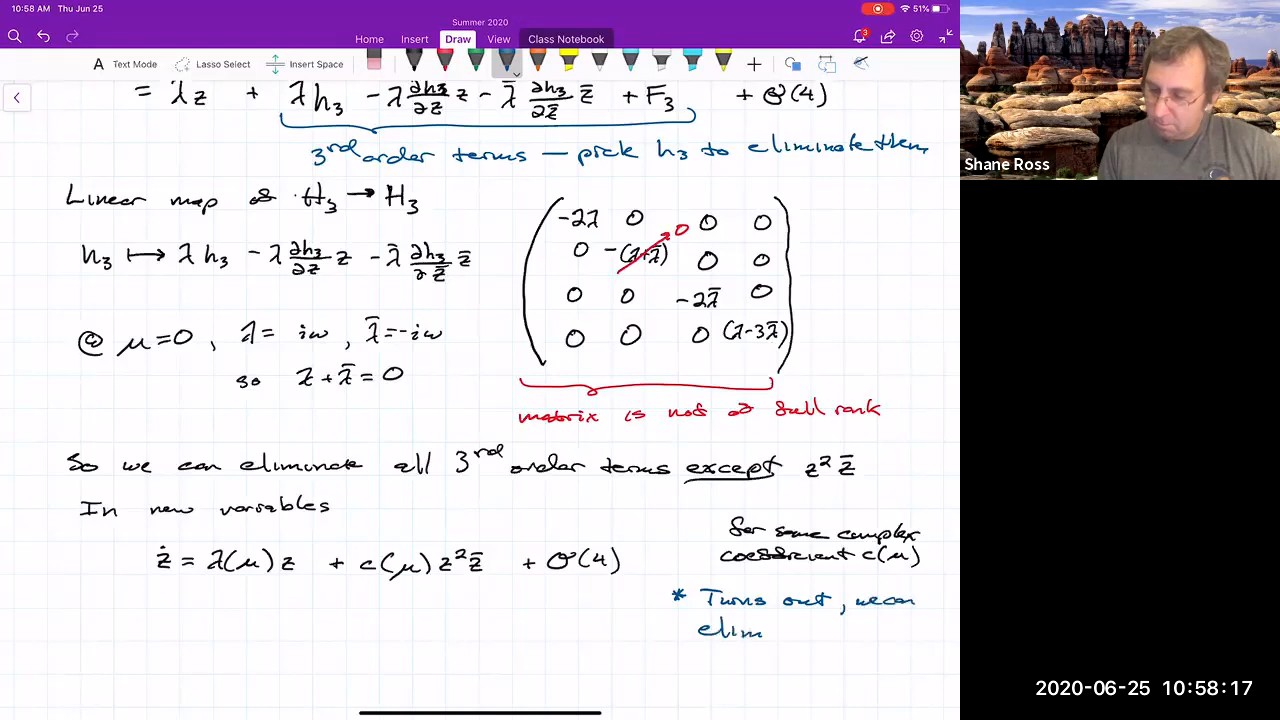 10:58 AM Thu Jun 25
51%
Summer 2020
Home Insert Draw View Class Notebook
3
A Text Mode Lasso Select Insert Space
= λz + λh₃ − λ ∂h₃/∂z z − λ̄ ∂h₃/∂z̄ z̄ + F₃ + O(4)
3rd order terms — pick h₃ to eliminate them
Linear map of H₃ → H₃
h₃ ↦ λh₃ − λ ∂h₃/∂z z − λ̄ ∂h₃/∂z̄ z̄
−2λ 0 0 0
0 −(λ+λ̄) 0 0 0
0 0 −2λ̄ 0
0 0 0 (λ−3λ̄)
@ μ=0, λ = iω, λ̄ = −iω
so λ + λ̄ = 0
matrix is not of full rank
So we can eliminate all 3rd order terms except z² z̄
In new variables
ż = λ(μ) z + c(μ) z² z̄ + O(4)
for some complex
coefficient c(μ)
* Turns out, we can
elim
Shane Ross
2020-06-25 10:58:17